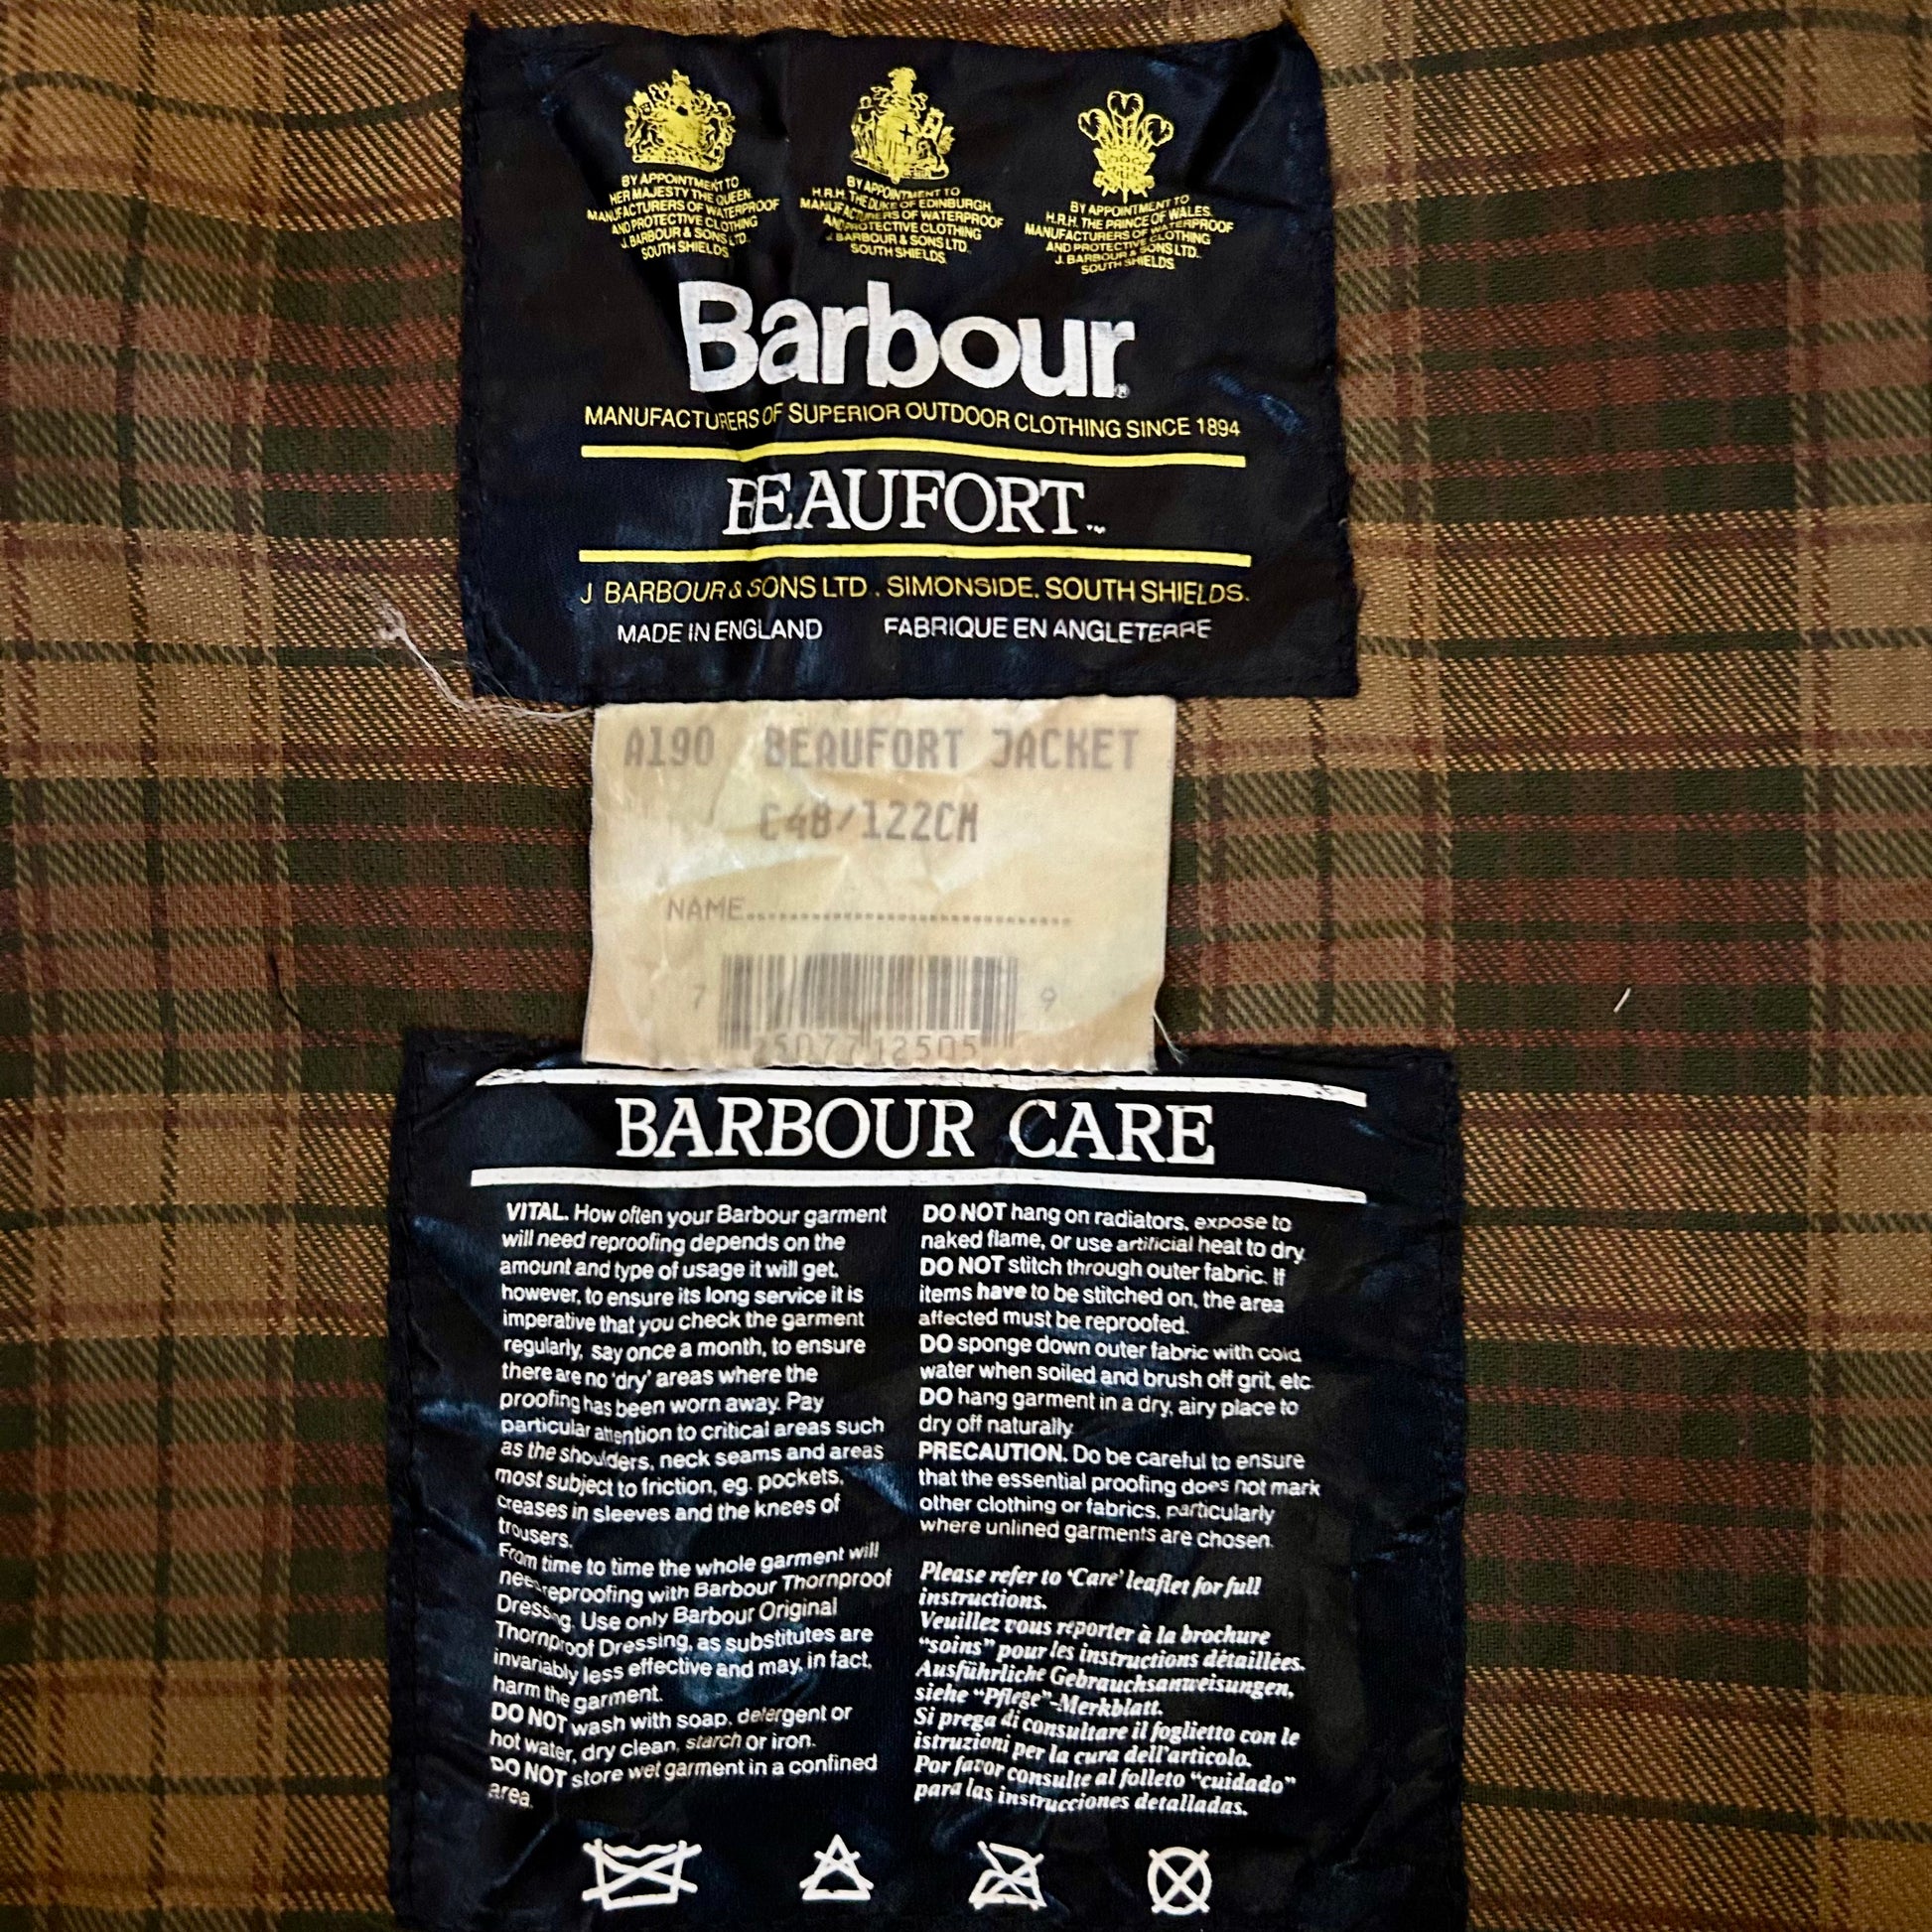 BY APPOINTMENT TO
HER MAJESTY THE QUEEN
MANUFACTURERS OF WATERPROOF
AND PROTECTIVE CLOTHING
J. BARBOUR & SONS LTD.
SOUTH SHIELDS.
BY APPOINTMENT TO
H.R.H. THE DUKE OF EDINBURGH.
MANUFACTURERS OF WATERPROOF
AND PROTECTIVE CLOTHING
J. BARBOUR & SONS LTD.
SOUTH SHIELDS.
BY APPOINTMENT TO
H.R.H. THE PRINCE OF WALES.
MANUFACTURERS OF WATERPROOF
AND PROTECTIVE CLOTHING
J. BARBOUR & SONS LTD.
SOUTH SHIELDS.
Barbour®
MANUFACTURERS OF SUPERIOR OUTDOOR CLOTHING SINCE 1894
BEAUFORT™
J BARBOUR & SONS LTD. SIMONSIDE. SOUTH SHIELDS.
MADE IN ENGLAND FABRIQUE EN ANGLETERRE
A190 BEAUFORT JACKET
C48/122CM
NAME..............................
7 25077 12505 9
BARBOUR CARE
VITAL. How often your Barbour garment
will need reproofing depends on the
amount and type of usage it will get,
however, to ensure its long service it is
imperative that you check the garment
regularly, say once a month, to ensure
there are no 'dry' areas where the
proofing has been worn away. Pay
particular attention to critical areas such
as the shoulders, neck seams and areas
most subject to friction, eg. pockets,
creases in sleeves and the knees of
trousers.
From time to time the whole garment will
need reproofing with Barbour Thornproof
Dressing. Use only Barbour Original
Thornproof Dressing, as substitutes are
invariably less effective and may, in fact,
harm the garment.
DO NOT wash with soap, detergent or
hot water, dry clean, starch or iron.
DO NOT store wet garment in a confined
area.
DO NOT hang on radiators, expose to
naked flame, or use artificial heat to dry.
DO NOT stitch through outer fabric. If
items have to be stitched on, the area
affected must be reproofed.
DO sponge down outer fabric with cold
water when soiled and brush off grit, etc.
DO hang garment in a dry, airy place to
dry off naturally.
PRECAUTION. Do be careful to ensure
that the essential proofing does not mark
other clothing or fabrics, particularly
where unlined garments are chosen.
Please refer to 'Care' leaflet for full
instructions.
Veuillez vous reporter à la brochure
"soins" pour les instructions détaillées.
Ausführliche Gebrauchsanweisungen,
siehe "Pflege"-Merkblatt.
Si prega di consultare il foglietto con le
istruzioni per la cura dell'articolo.
Por favor consulte al folleto "cuidado"
para las instrucciones detalladas.